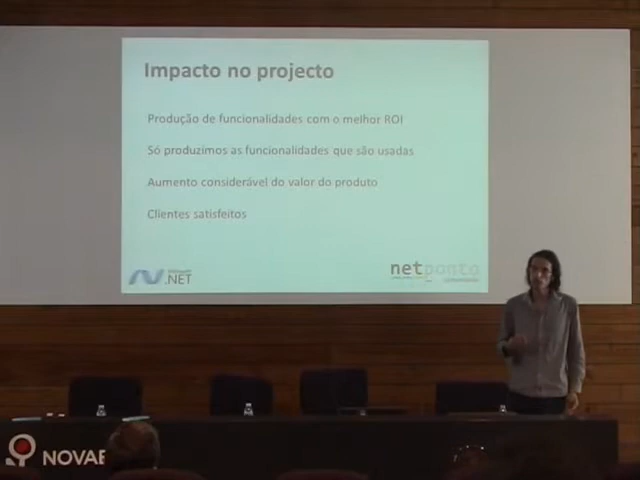 Impacto no projecto
Produção de funcionalidades com o melhor ROI
Só produzimos as funcionalidades que são usadas
Aumento considerável do valor do produto
Clientes satisfeitos
.NET
netponto
NOVABASE